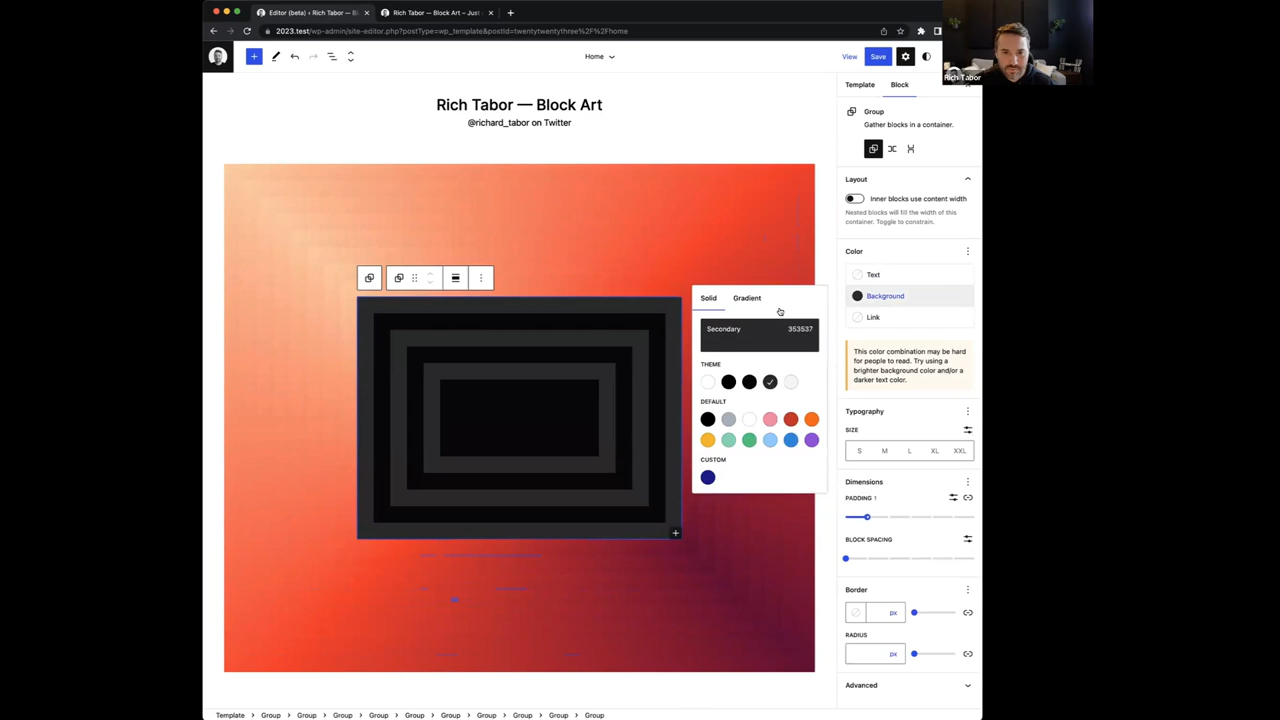 Editor (beta) ‹ Rich Tabor — Bl
Rich Tabor — Block Art – Just
2023.test/wp-admin/site-editor.php?postType=wp_template&postId=twentytwentythree%2F%2Fhome
Rich Tabor
Home
View
Save
Template
Block
Rich Tabor — Block Art
@richard_tabor on Twitter
Group
Gather blocks in a container.
Layout
Inner blocks use content width
Nested blocks will fill the width of this
container. Toggle to constrain.
Color
Text
Background
Link
Solid
Gradient
Secondary
353537
THEME
DEFAULT
CUSTOM
This color combination may be hard
for people to read. Try using a
brighter background color and/or a
darker text color.
Typography
SIZE
S
M
L
XL
XXL
Dimensions
PADDING 1
BLOCK SPACING
Border
px
RADIUS
px
Advanced
Template > Group > Group > Group > Group > Group > Group > Group > Group > Group > Group